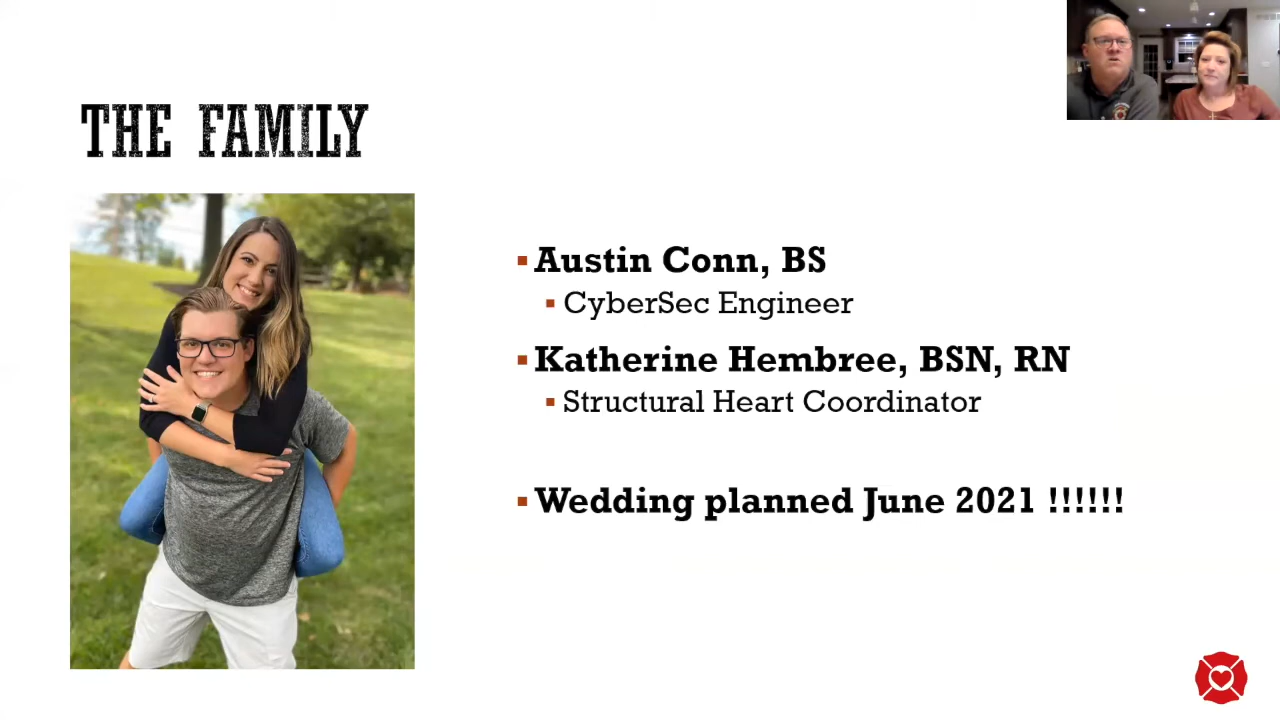 THE FAMILY
Austin Conn, BS
CyberSec Engineer
Katherine Hembree, BSN, RN
Structural Heart Coordinator
Wedding planned June 2021 !!!!!!